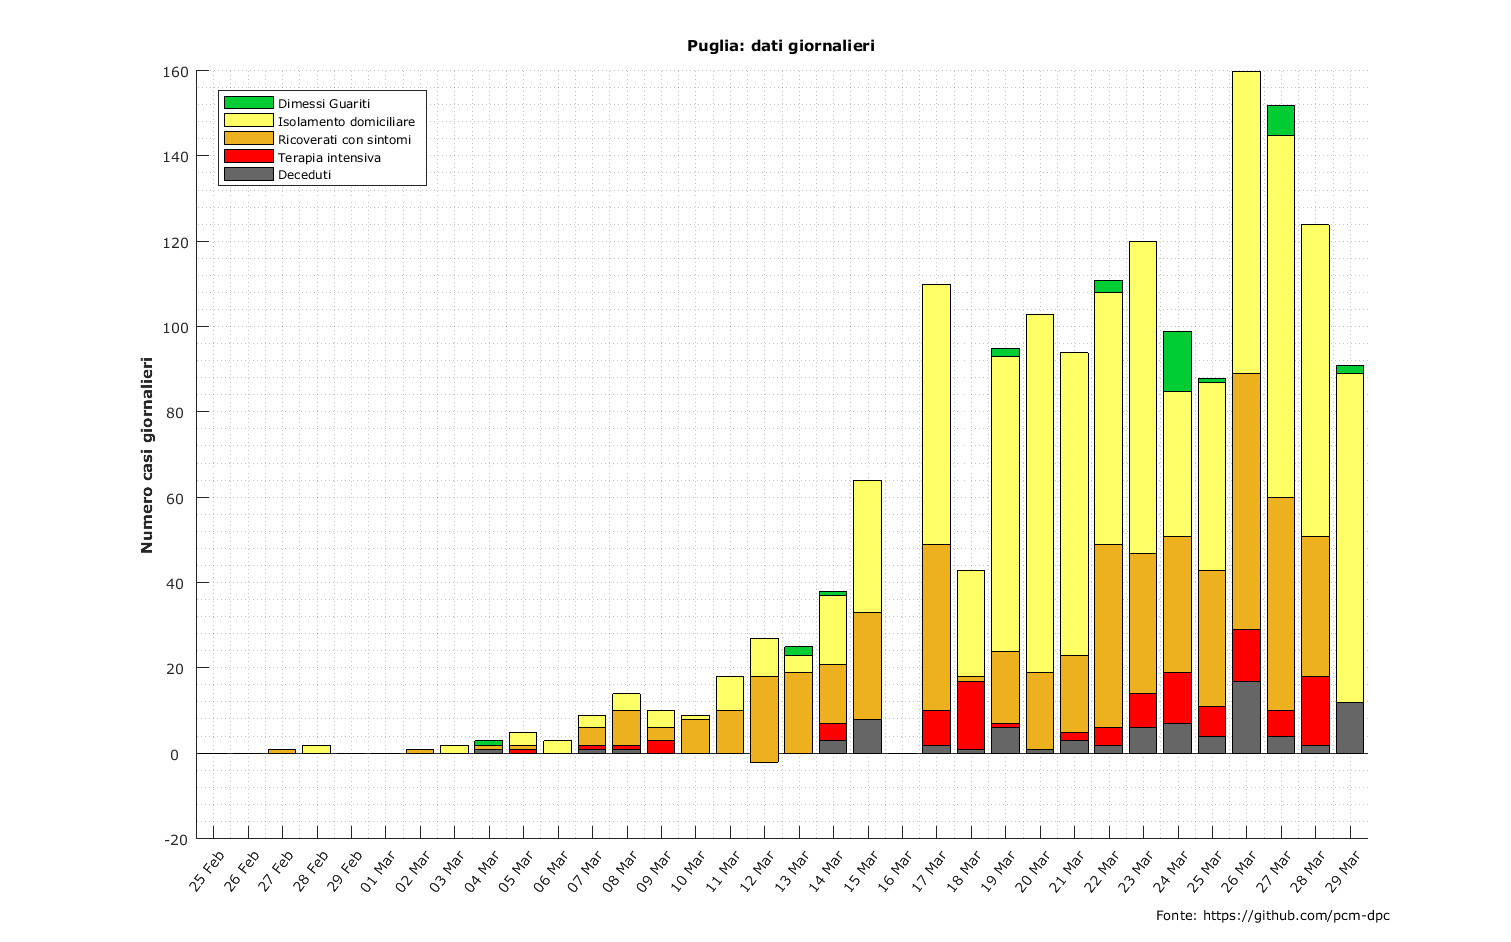 Puglia: dati giornalieri
160
140
120
100
80
60
40
20
0
-20
Numero casi giornalieri
Dimessi Guariti
Isolamento domiciliare
Ricoverati con sintomi
Terapia intensiva
Deceduti
25 Feb
26 Feb
27 Feb
28 Feb
29 Feb
01 Mar
02 Mar
03 Mar
04 Mar
05 Mar
06 Mar
07 Mar
08 Mar
09 Mar
10 Mar
11 Mar
12 Mar
13 Mar
14 Mar
15 Mar
16 Mar
17 Mar
18 Mar
19 Mar
20 Mar
21 Mar
22 Mar
23 Mar
24 Mar
25 Mar
26 Mar
27 Mar
28 Mar
29 Mar
Fonte: https://github.com/pcm-dpc